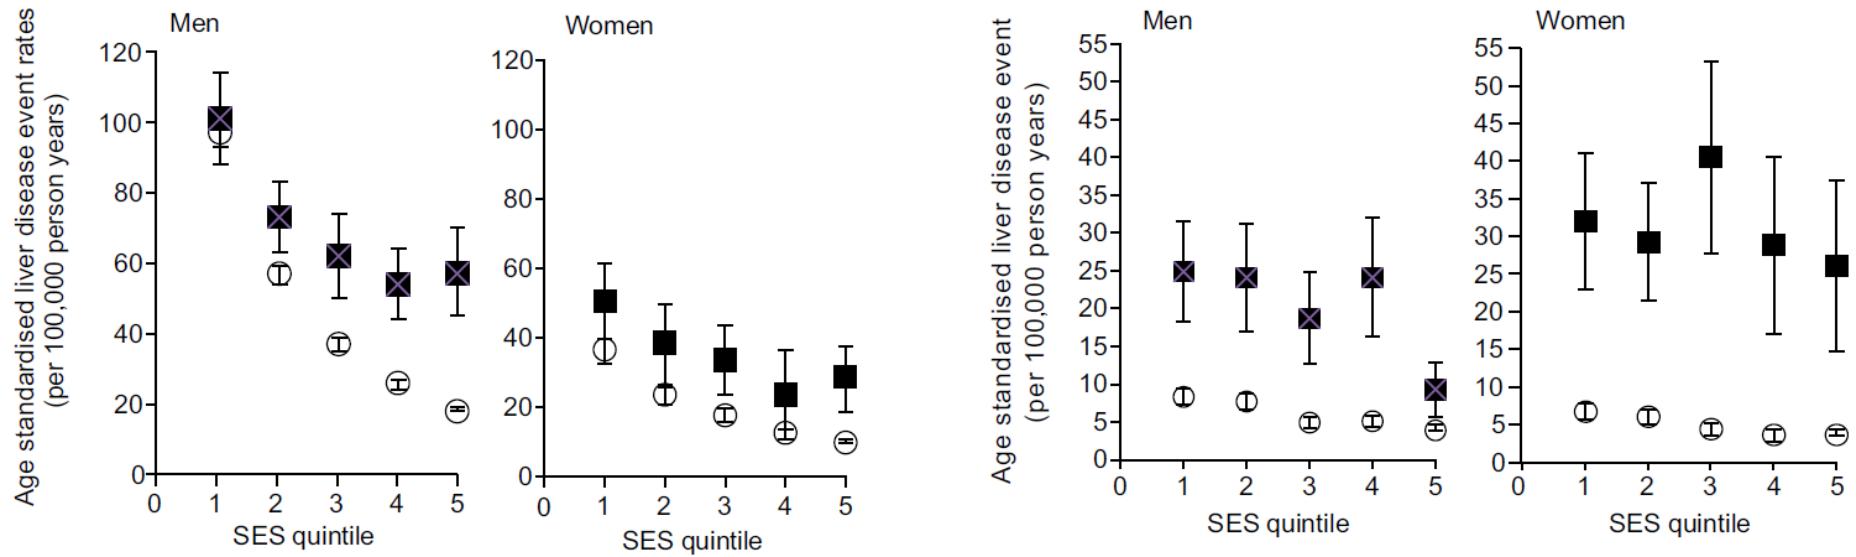 Age standardised liver disease event rates
(per 100,000 person years)
Men
120
100
80
60
40
20
0
0 1 2 3 4 5
SES quintile
Women
120
100
80
60
40
20
0
0 1 2 3 4 5
SES quintile
Age standardised liver disease event
(per 100,000 person years)
Men
55
50
45
40
35
30
25
20
15
10
5
0
0 1 2 3 4 5
SES quintile
Women
55
50
45
40
35
30
25
20
15
10
5
0
0 1 2 3 4 5
SES quintile